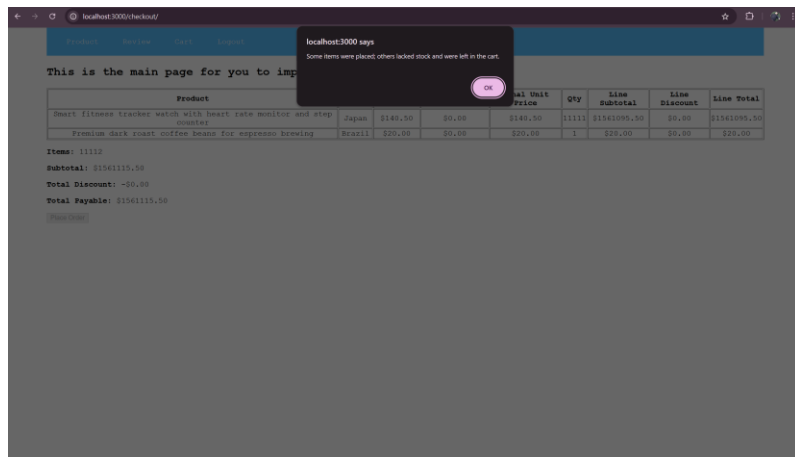 localhost:3000/checkout/
localhost:3000 says
Some items were placed; others lacked stock and were left in the cart.
OK
Product Review Cart Logout
This is the main page for you to imp
Product Unit Price Qty Line Subtotal Line Discount Line Total
Smart fitness tracker watch with heart rate monitor and step counter Japan $140.50 $0.00 $140.50 11111 $1561095.50 $0.00 $1561095.50
Premium dark roast coffee beans for espresso brewing Brazil $20.00 $0.00 $20.00 1 $20.00 $0.00 $20.00
Items: 11112
Subtotal: $1561115.50
Total Discount: -$0.00
Total Payable: $1561115.50
Place Order